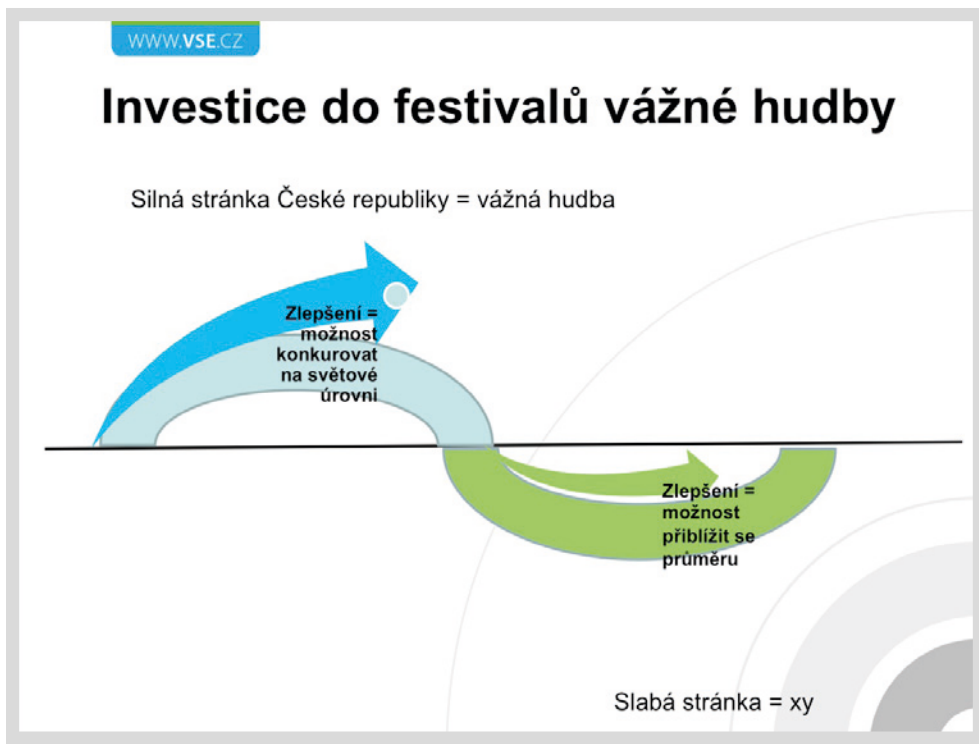 WWW.VSE.CZ
Investice do festivalů vážné hudby
Silná stránka České republiky = vážná hudba
Zlepšení =
možnost
konkurovat
na světové
úrovni
Zlepšení =
možnost
přiblížit se
průměru
Slabá stránka = xy